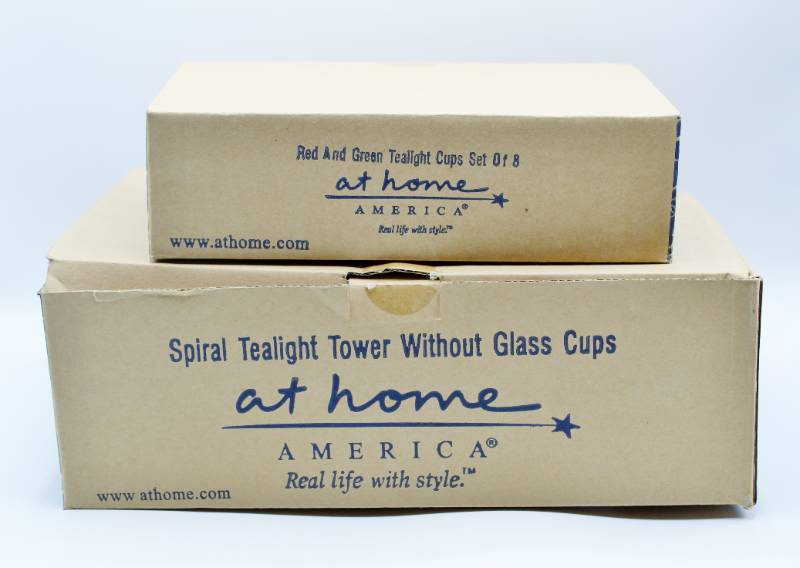 Red And Green Tealight Cups Set Of 8
at home
AMERICA®
Real life with style.™
www.athome.com
Spiral Tealight Tower Without Glass Cups
at home
AMERICA®
Real life with style.™
www.athome.com